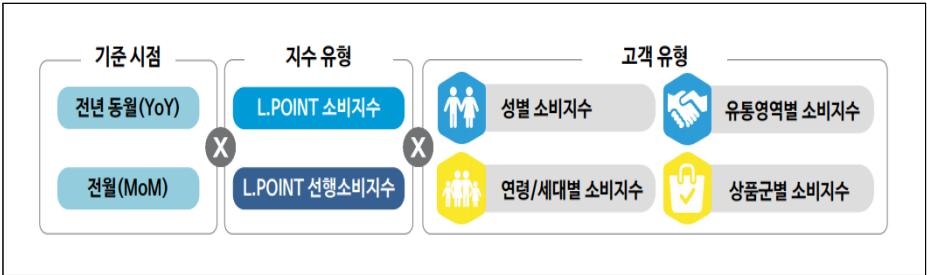 기준 시점
전년 동월(YoY)
전월(MoM)
X
지수 유형
L.POINT 소비지수
L.POINT 선행소비지수
X
고객 유형
성별 소비지수
유통영역별 소비지수
연령/세대별 소비지수
상품군별 소비지수